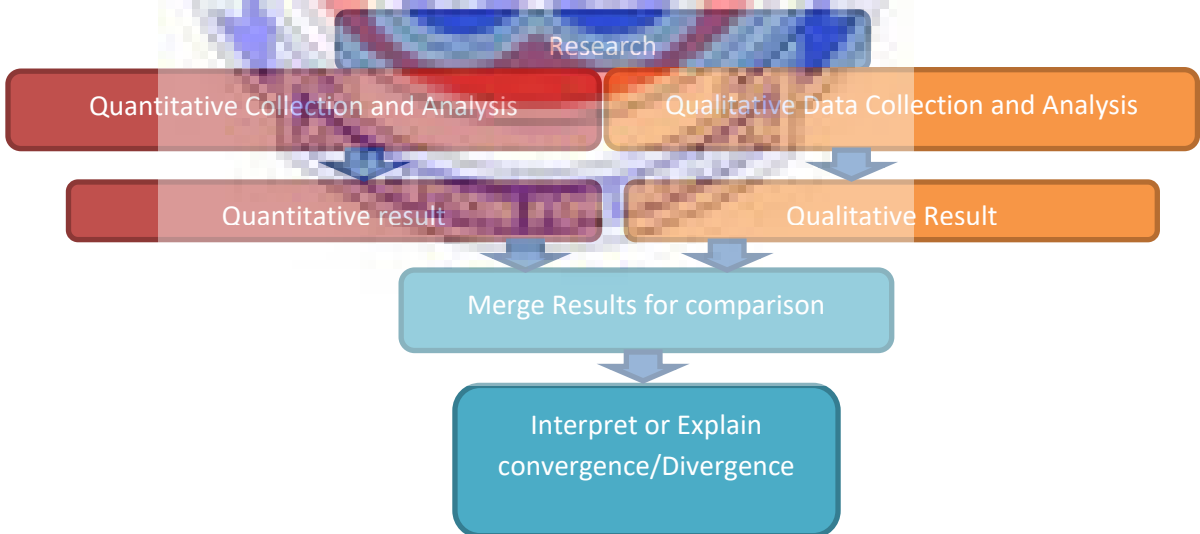 Research
Quantitative Collection and Analysis
Qualitative Data Collection and Analysis
Quantitative result
Qualitative Result
Merge Results for comparison
Interpret or Explain
convergence/Divergence